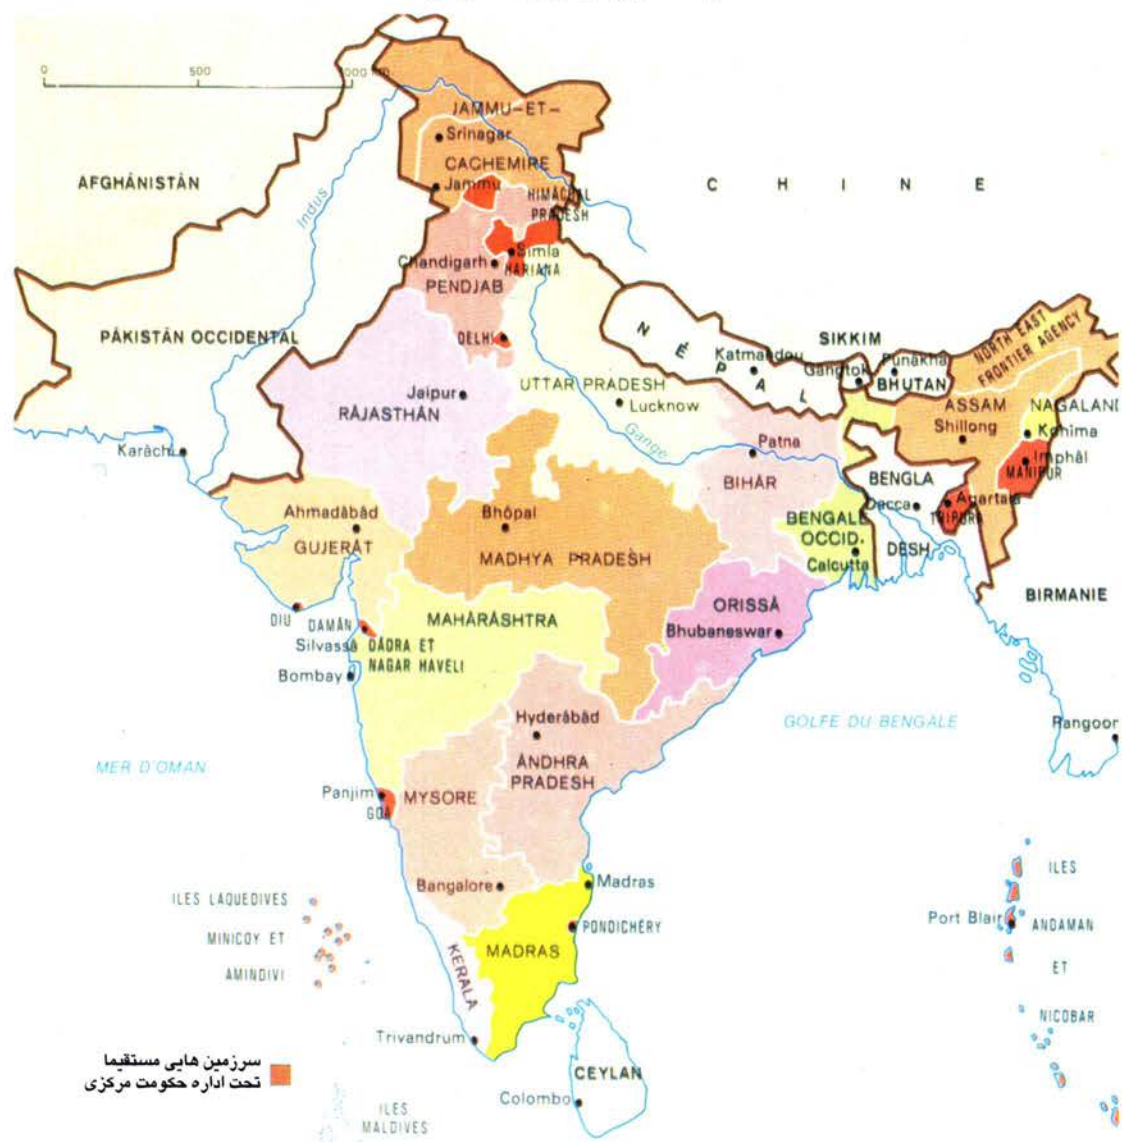 0 500 1000 km
JAMMU-ET-
Srinagar
CACHEMIRE
Jammu
AFGHÂNISTÂN
Indus
HIMÂCHAL
PRADESH
C H I N E
Simla
Chandigarh
HARIANA
PENDJAB
PÂKISTÂN OCCIDENTAL
DELHI
NÉPAL
Katmandou
SIKKIM
Gangtok
Punakha
BHUTAN
NORTH EAST
FRONTIER AGENCY
UTTAR PRADESH
Lucknow
Jaipur
RÂJASTHÂN
ASSAM
Shillong
NAGALAND
Kohima
Gange
Karâchi
Patna
BIHÂR
BENGLA
Dacca
DESH
Imphâl
MANIPUR
Agartala
TRIPURA
Ahmadâbâd
GUJERÂT
Bhôpal
MADHYA PRADESH
BENGALE
OCCID.
Calcutta
BIRMANIE
DIU
DAMÂN
Silvassa
DÂDRA ET
NAGAR HAVELI
MAHÂRÂSHTRA
ORISSÂ
Bhubaneswar
Bombay
Hyderâbâd
ÂNDHRA
PRADESH
GOLFE DU BENGALE
Rangoon
MER D'OMAN
Panjim
GOA
MYSORE
Bangalore
Madras
PONDICHÉRY
MADRAS
KERALA
ILES LAQUEDIVES
MINICOY ET
AMINDIVI
ILES
Port Blair
ANDAMAN
ET
NICOBAR
Trivandrum
CEYLAN
Colombo
سرزمین هایی مستقیما
تحت اداره حکومت مرکزی
ILES
MALDIVES